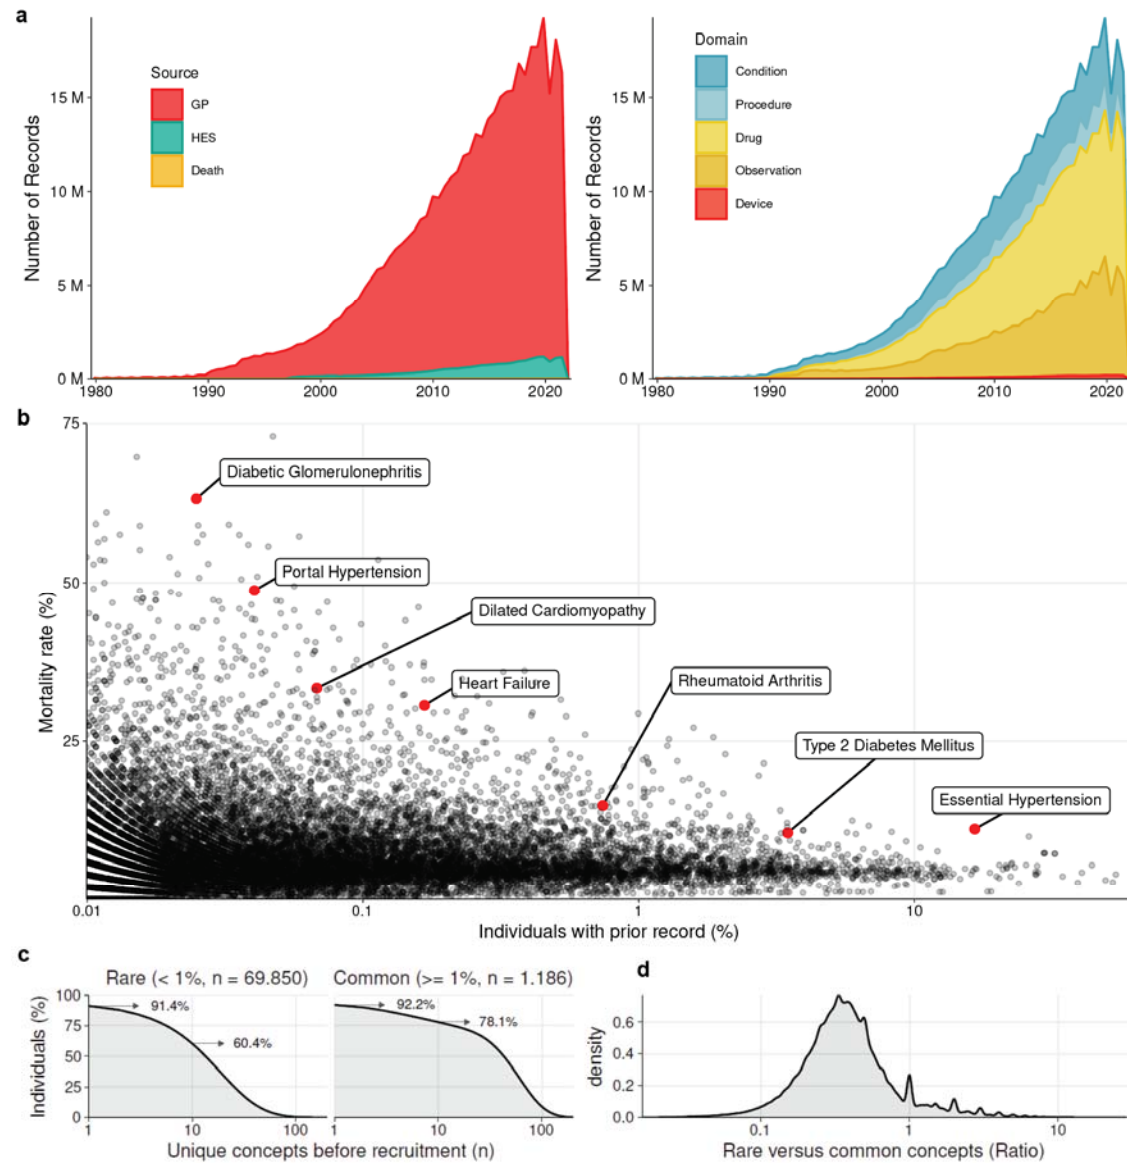 a
Source
GP
HES
Death
Number of Records
15 M
10 M
5 M
0 M
1980 1990 2000 2010 2020
Domain
Condition
Procedure
Drug
Observation
Device
Number of Records
15 M
10 M
5 M
0 M
1980 1990 2000 2010 2020
b
Mortality rate (%)
75
50
25
Diabetic Glomerulonephritis
Portal Hypertension
Dilated Cardiomyopathy
Heart Failure
Rheumatoid Arthritis
Type 2 Diabetes Mellitus
Essential Hypertension
0.01 0.1 1 10
Individuals with prior record (%)
c
Rare (< 1%, n = 69.850) Common (>= 1%, n = 1.186)
Individuals (%)
100
75
50
25
0
91.4%
60.4%
92.2%
78.1%
1 10 100 1 10 100
Unique concepts before recruitment (n)
d
density
0.6
0.4
0.2
0.0
0.1 1 10
Rare versus common concepts (Ratio)